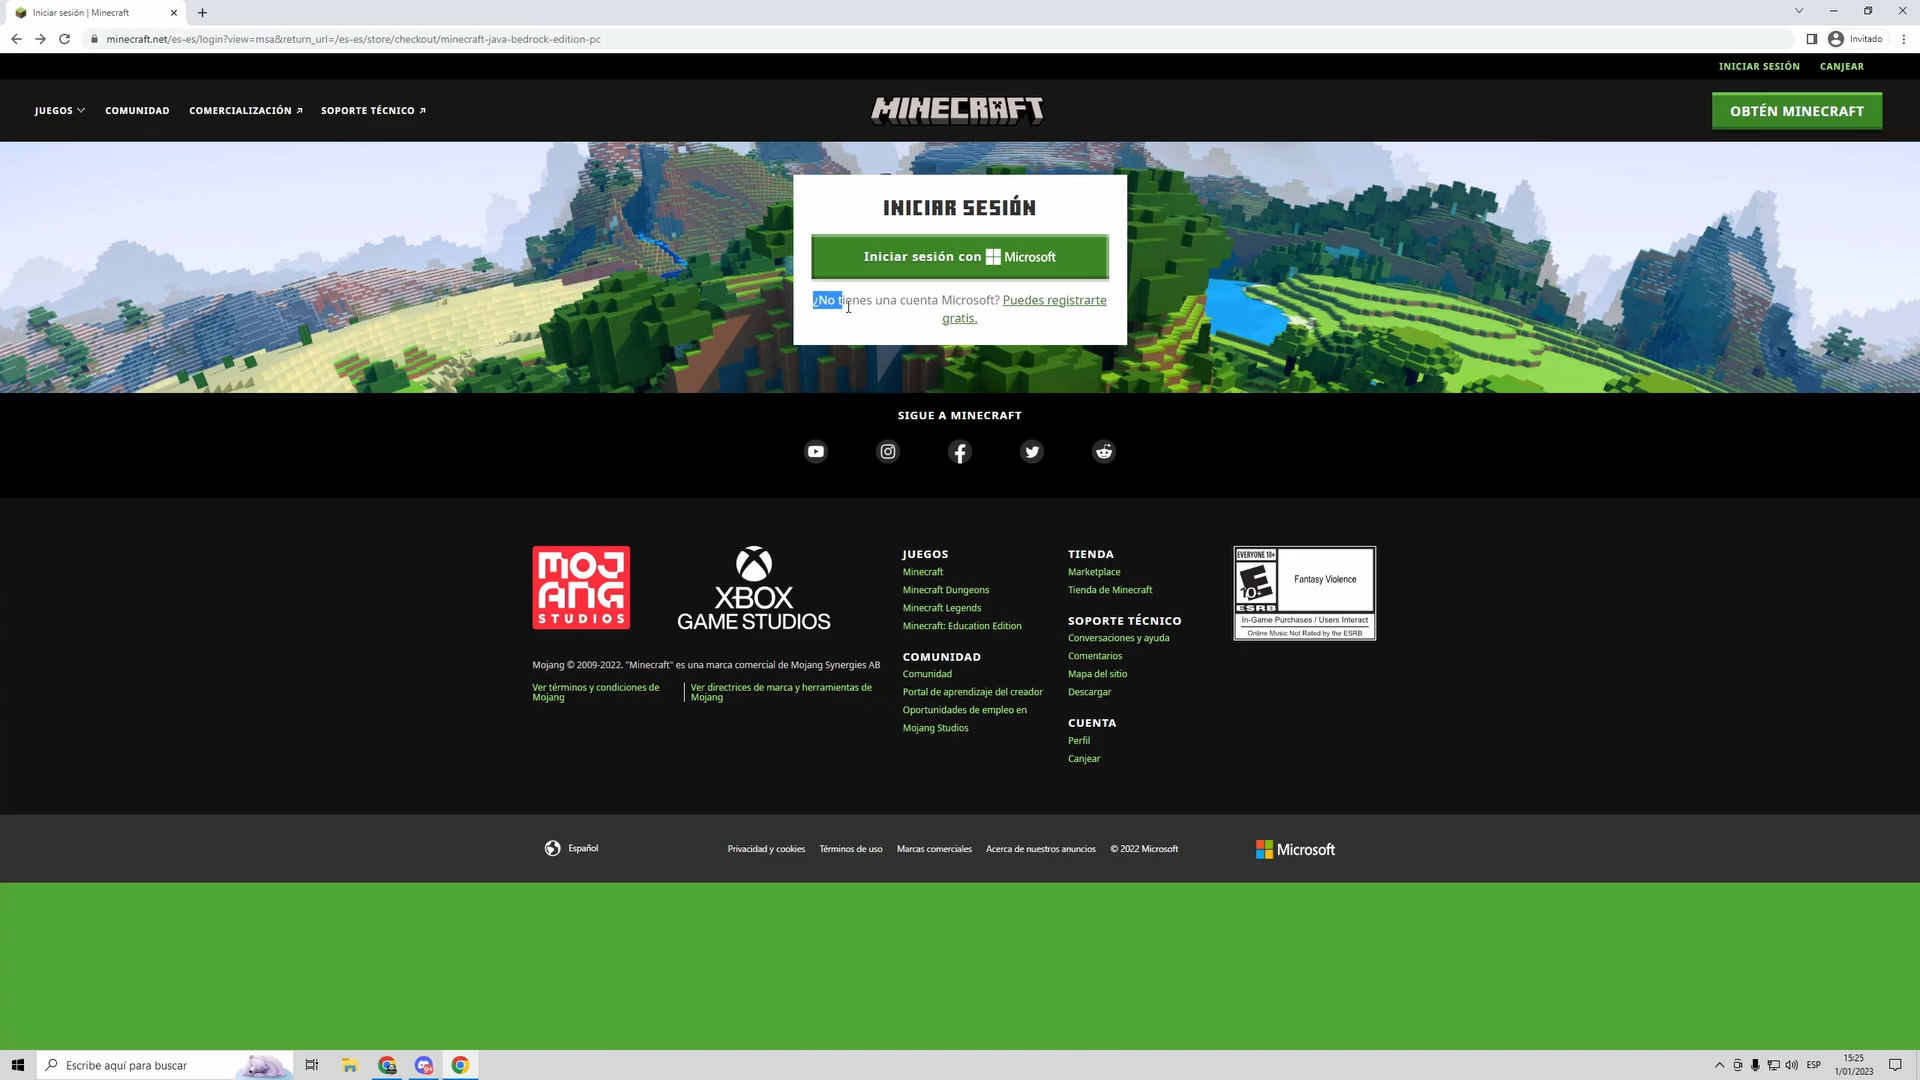 Iniciar sesión | Minecraft
minecraft.net/es-es/login?view=msa&return_url=/es-es/store/checkout/minecraft-java-bedrock-edition-pc
Invitado
INICIAR SESIÓN
CANJEAR
JUEGOS
COMUNIDAD
COMERCIALIZACIÓN
SOPORTE TÉCNICO
MINECRAFT
OBTÉN MINECRAFT
INICIAR SESIÓN
Iniciar sesión con Microsoft
¿No tienes una cuenta Microsoft? Puedes registrarte
gratis.
SIGUE A MINECRAFT
MOJANG
STUDIOS
XBOX
GAME STUDIOS
Mojang © 2009-2022. "Minecraft" es una marca comercial de Mojang Synergies AB
Ver términos y condiciones de
Mojang
Ver directrices de marca y herramientas de
Mojang
JUEGOS
Minecraft
Minecraft Dungeons
Minecraft Legends
Minecraft: Education Edition
COMUNIDAD
Comunidad
Portal de aprendizaje del creador
Oportunidades de empleo en
Mojang Studios
TIENDA
Marketplace
Tienda de Minecraft
SOPORTE TÉCNICO
Conversaciones y ayuda
Comentarios
Mapa del sitio
Descargar
CUENTA
Perfil
Canjear
EVERYONE 10+
E
10+
ESRB
Fantasy Violence
In-Game Purchases / Users Interact
Online Music Not Rated by the ESRB
Español
Privacidad y cookies
Términos de uso
Marcas comerciales
Acerca de nuestros anuncios
© 2022 Microsoft
Microsoft
Escribe aquí para buscar
9+
ESP
15:25
1/01/2023